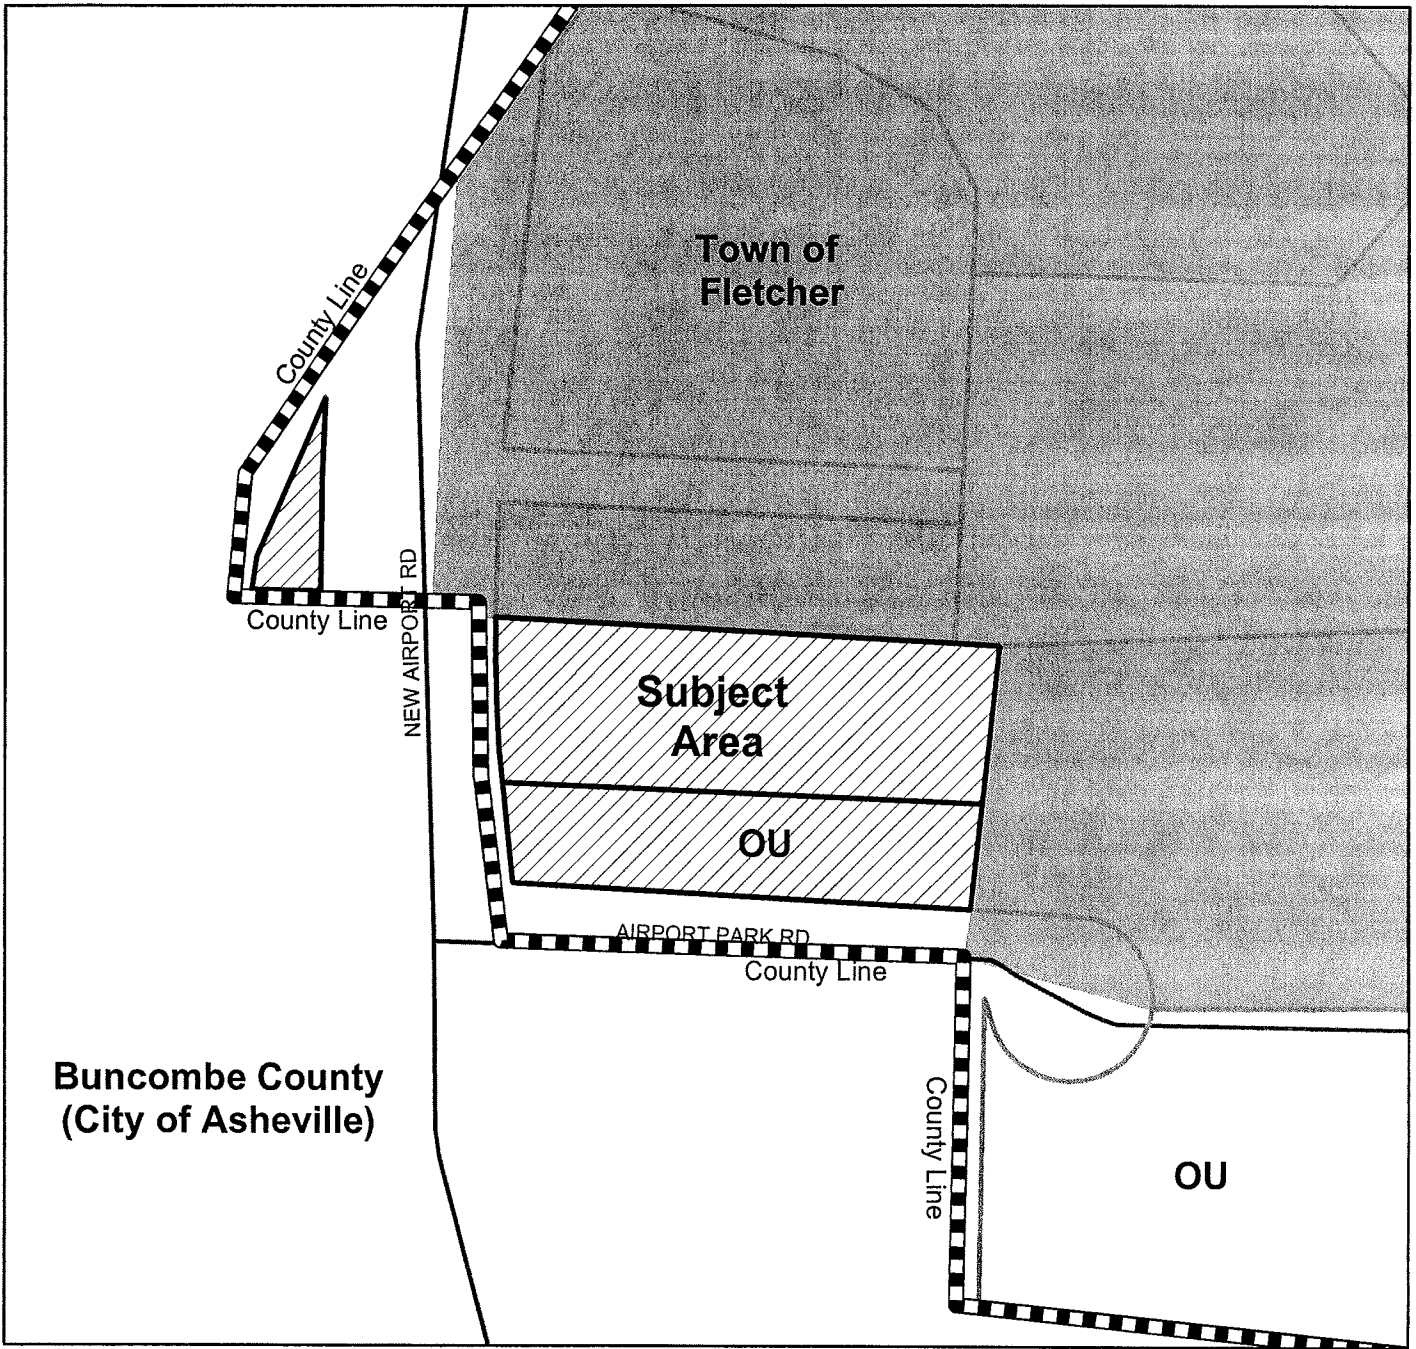 Town of
Fletcher
County Line
County Line
NEW AIRPORT RD
Subject
Area
OU
AIRPORT PARK RD
County Line
Buncombe County
(City of Asheville)
County Line
OU